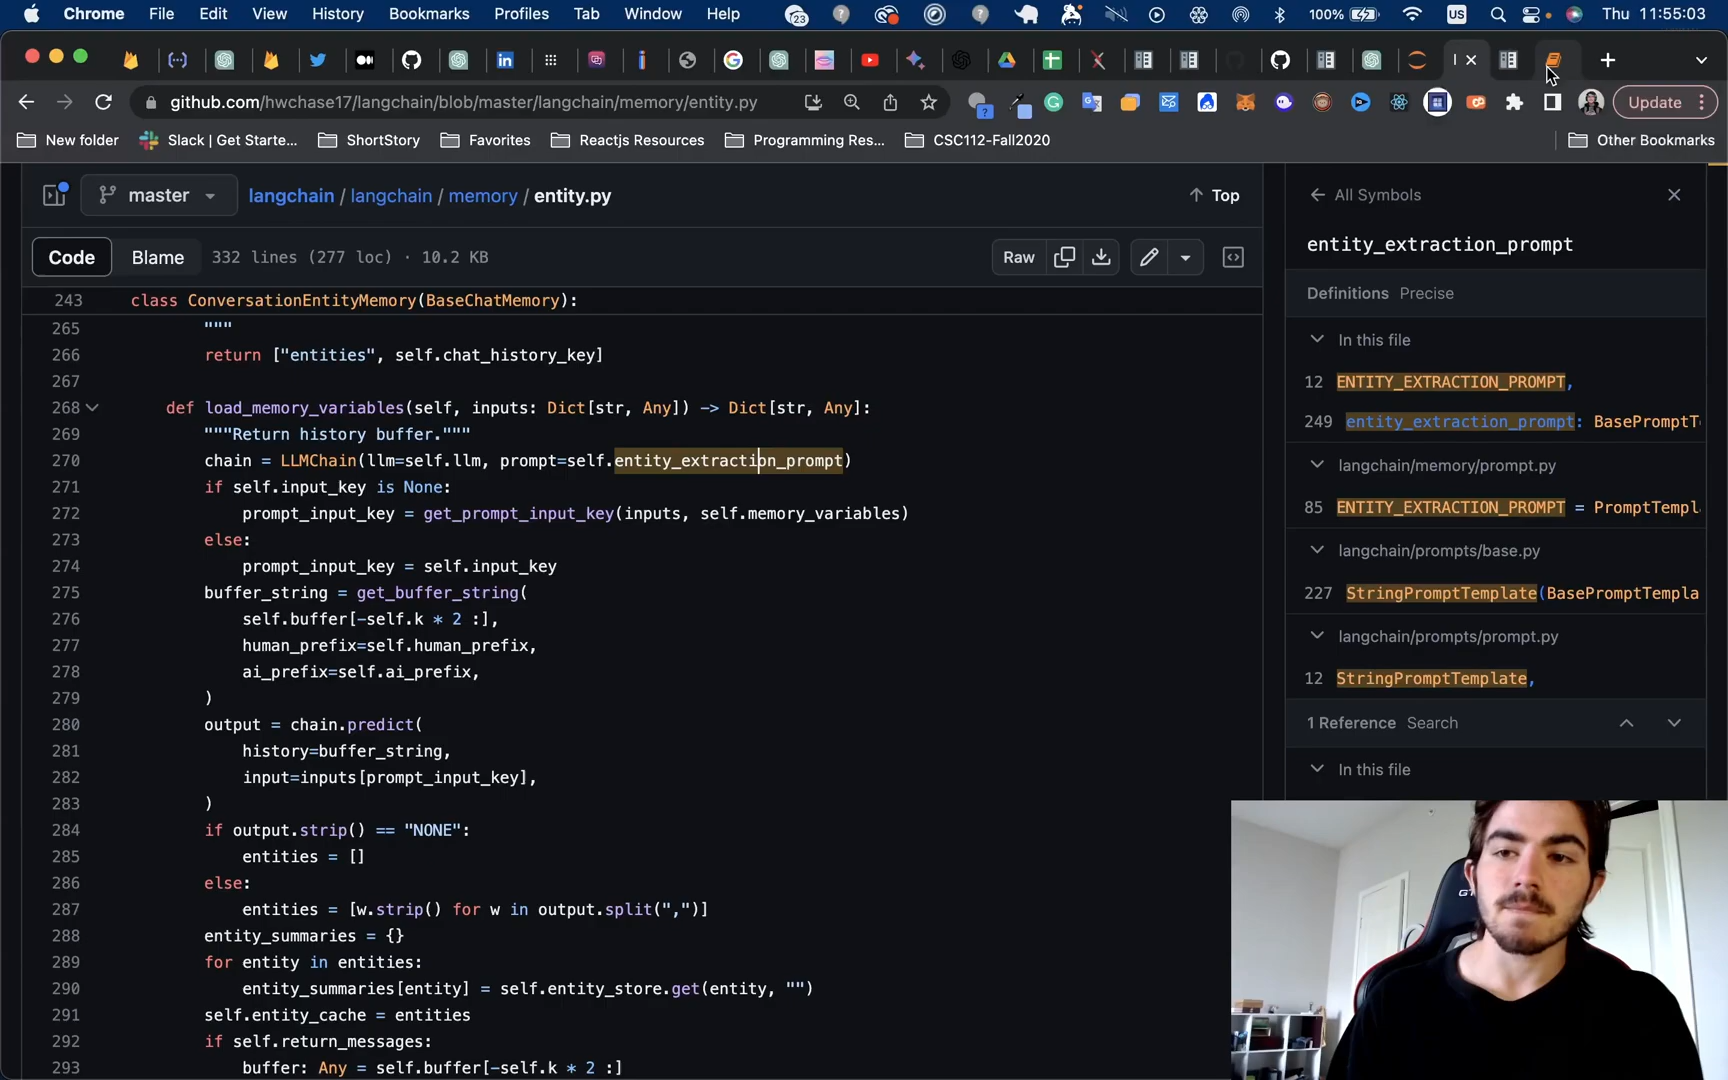 Chrome File Edit View History Bookmarks Profiles Tab Window Help 23 100% US Thu 11:55:03
github.com/hwchase17/langchain/blob/master/langchain/memory/entity.py Update
New folder Slack | Get Starte... ShortStory Favorites Reactjs Resources Programming Res... CSC112-Fall2020 Other Bookmarks
master langchain / langchain / memory / entity.py Top
Code Blame 332 lines (277 loc) · 10.2 KB Raw
243 class ConversationEntityMemory(BaseChatMemory):
265 """
266 return ["entities", self.chat_history_key]
267
268 def load_memory_variables(self, inputs: Dict[str, Any]) -> Dict[str, Any]:
269 """Return history buffer."""
270 chain = LLMChain(llm=self.llm, prompt=self.entity_extraction_prompt)
271 if self.input_key is None:
272 prompt_input_key = get_prompt_input_key(inputs, self.memory_variables)
273 else:
274 prompt_input_key = self.input_key
275 buffer_string = get_buffer_string(
276 self.buffer[-self.k * 2 :],
277 human_prefix=self.human_prefix,
278 ai_prefix=self.ai_prefix,
279 )
280 output = chain.predict(
281 history=buffer_string,
282 input=inputs[prompt_input_key],
283 )
284 if output.strip() == "NONE":
285 entities = []
286 else:
287 entities = [w.strip() for w in output.split(",")]
288 entity_summaries = {}
289 for entity in entities:
290 entity_summaries[entity] = self.entity_store.get(entity, "")
291 self.entity_cache = entities
292 if self.return_messages:
293 buffer: Any = self.buffer[-self.k * 2 :]
All Symbols
entity_extraction_prompt
Definitions Precise
In this file
12 ENTITY_EXTRACTION_PROMPT,
249 entity_extraction_prompt: BasePromptT
langchain/memory/prompt.py
85 ENTITY_EXTRACTION_PROMPT = PromptTempl
langchain/prompts/base.py
227 StringPromptTemplate(BasePromptTempla
langchain/prompts/prompt.py
12 StringPromptTemplate,
1 Reference Search
In this file